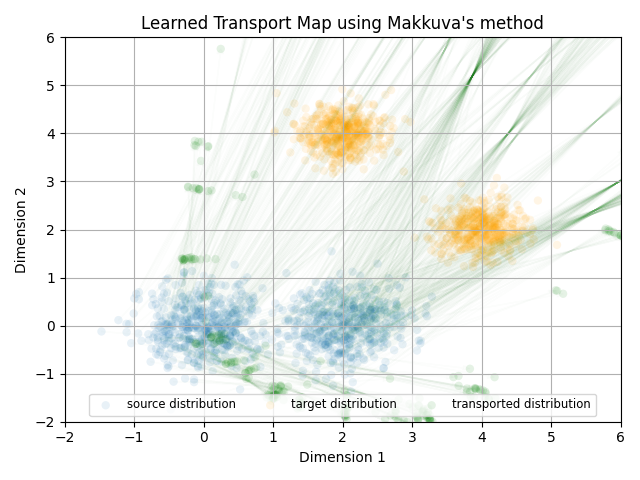 Learned Transport Map using Makkuva's method
6
5
4
3
2
1
0
−1
−2
Dimension 2
source distribution target distribution transported distribution
−2 −1 0 1 2 3 4 5 6
Dimension 1